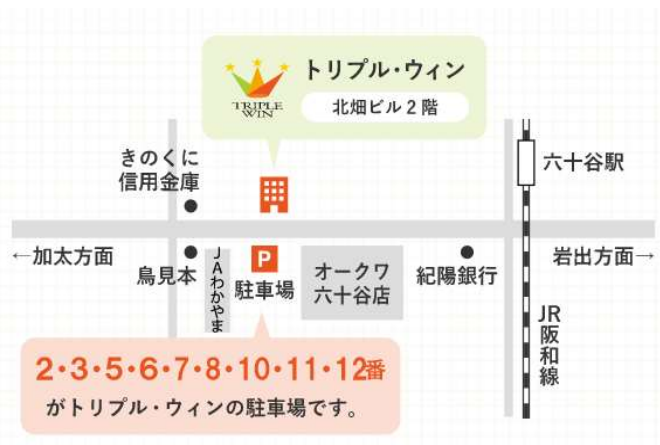 トリプル・ウィン
TRIPLE
WIN
北畑ビル2階
きのくに
信用金庫
六十谷駅
←加太方面
鳥見本
JAわかやま
P
駐車場
オークワ
六十谷店
紀陽銀行
岩出方面→
JR阪和線
2・3・5・6・7・8・10・11・12番
がトリプル・ウィンの駐車場です。